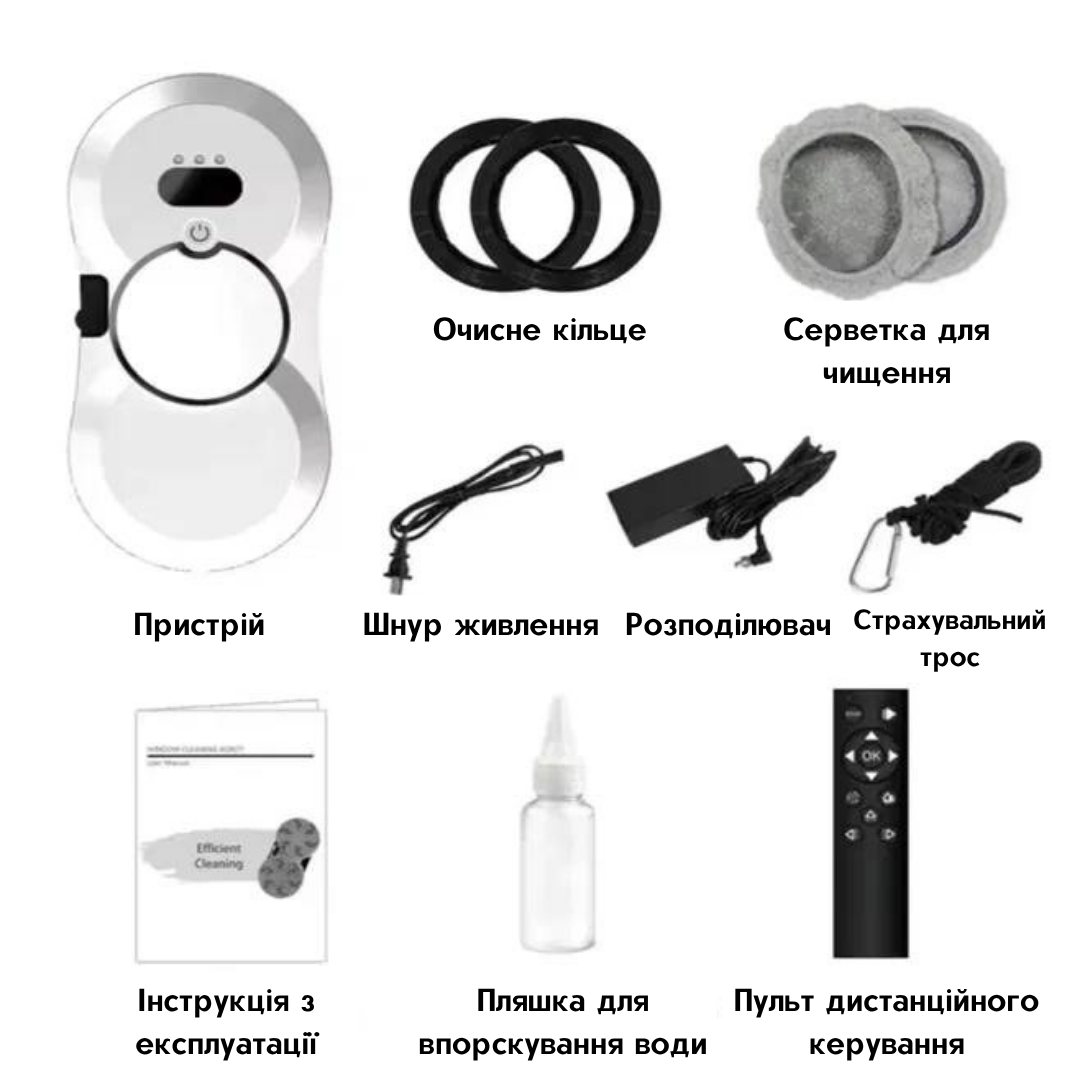 Очисне кільце
Серветка для
чищення
Пристрій
Шнур живлення
Розподілювач
Страхувальний
трос
WINDOW CLEANING ROBOT
User Manual
Efficient
Cleaning
OK
Інструкція з
експлуатації
Пляшка для
впорскування води
Пульт дистанційного
керування